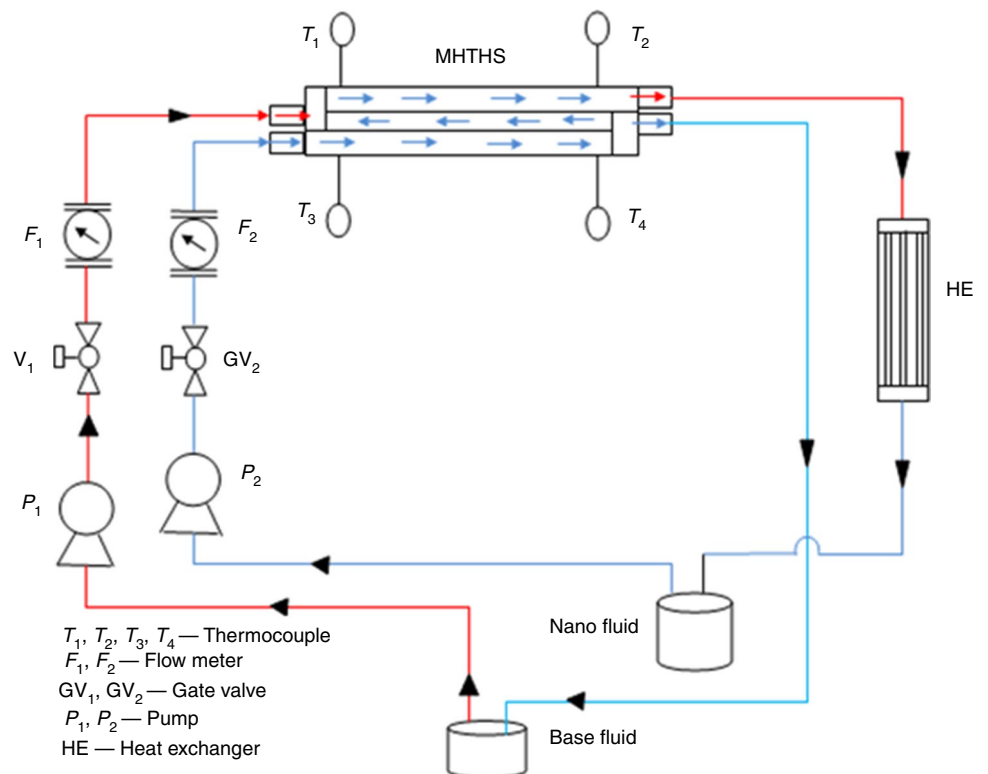 T1
T2
MHTHS
T3
T4
F1
F2
V1
GV2
HE
P1
P2
Nano fluid
Base fluid
T1, T2, T3, T4 — Thermocouple
F1, F2 — Flow meter
GV1, GV2 — Gate valve
P1, P2 — Pump
HE — Heat exchanger